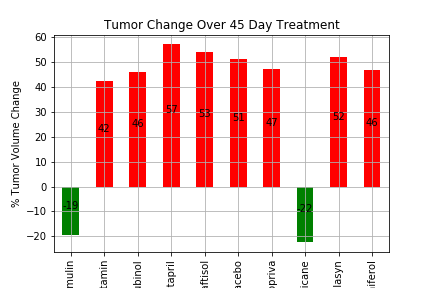 Tumor Change Over 45 Day Treatment
% Tumor Volume Change
60
50
40
30
20
10
0
−10
−20
-19
42
46
57
53
51
47
-22
52
46
mulin
tamin
ubinol
tapril
aftisol
acebo
opriva
icane
lasyn
iferol